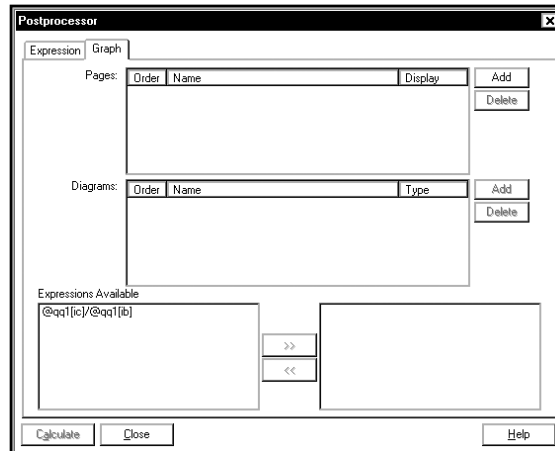 Postprocessor
Expression Graph
Pages: Order Name Display Add
Delete
Diagrams: Order Name Type Add
Delete
Expressions Available
@qq1[ic]/@qq1[ib]
>>
<<
Calculate Close Help